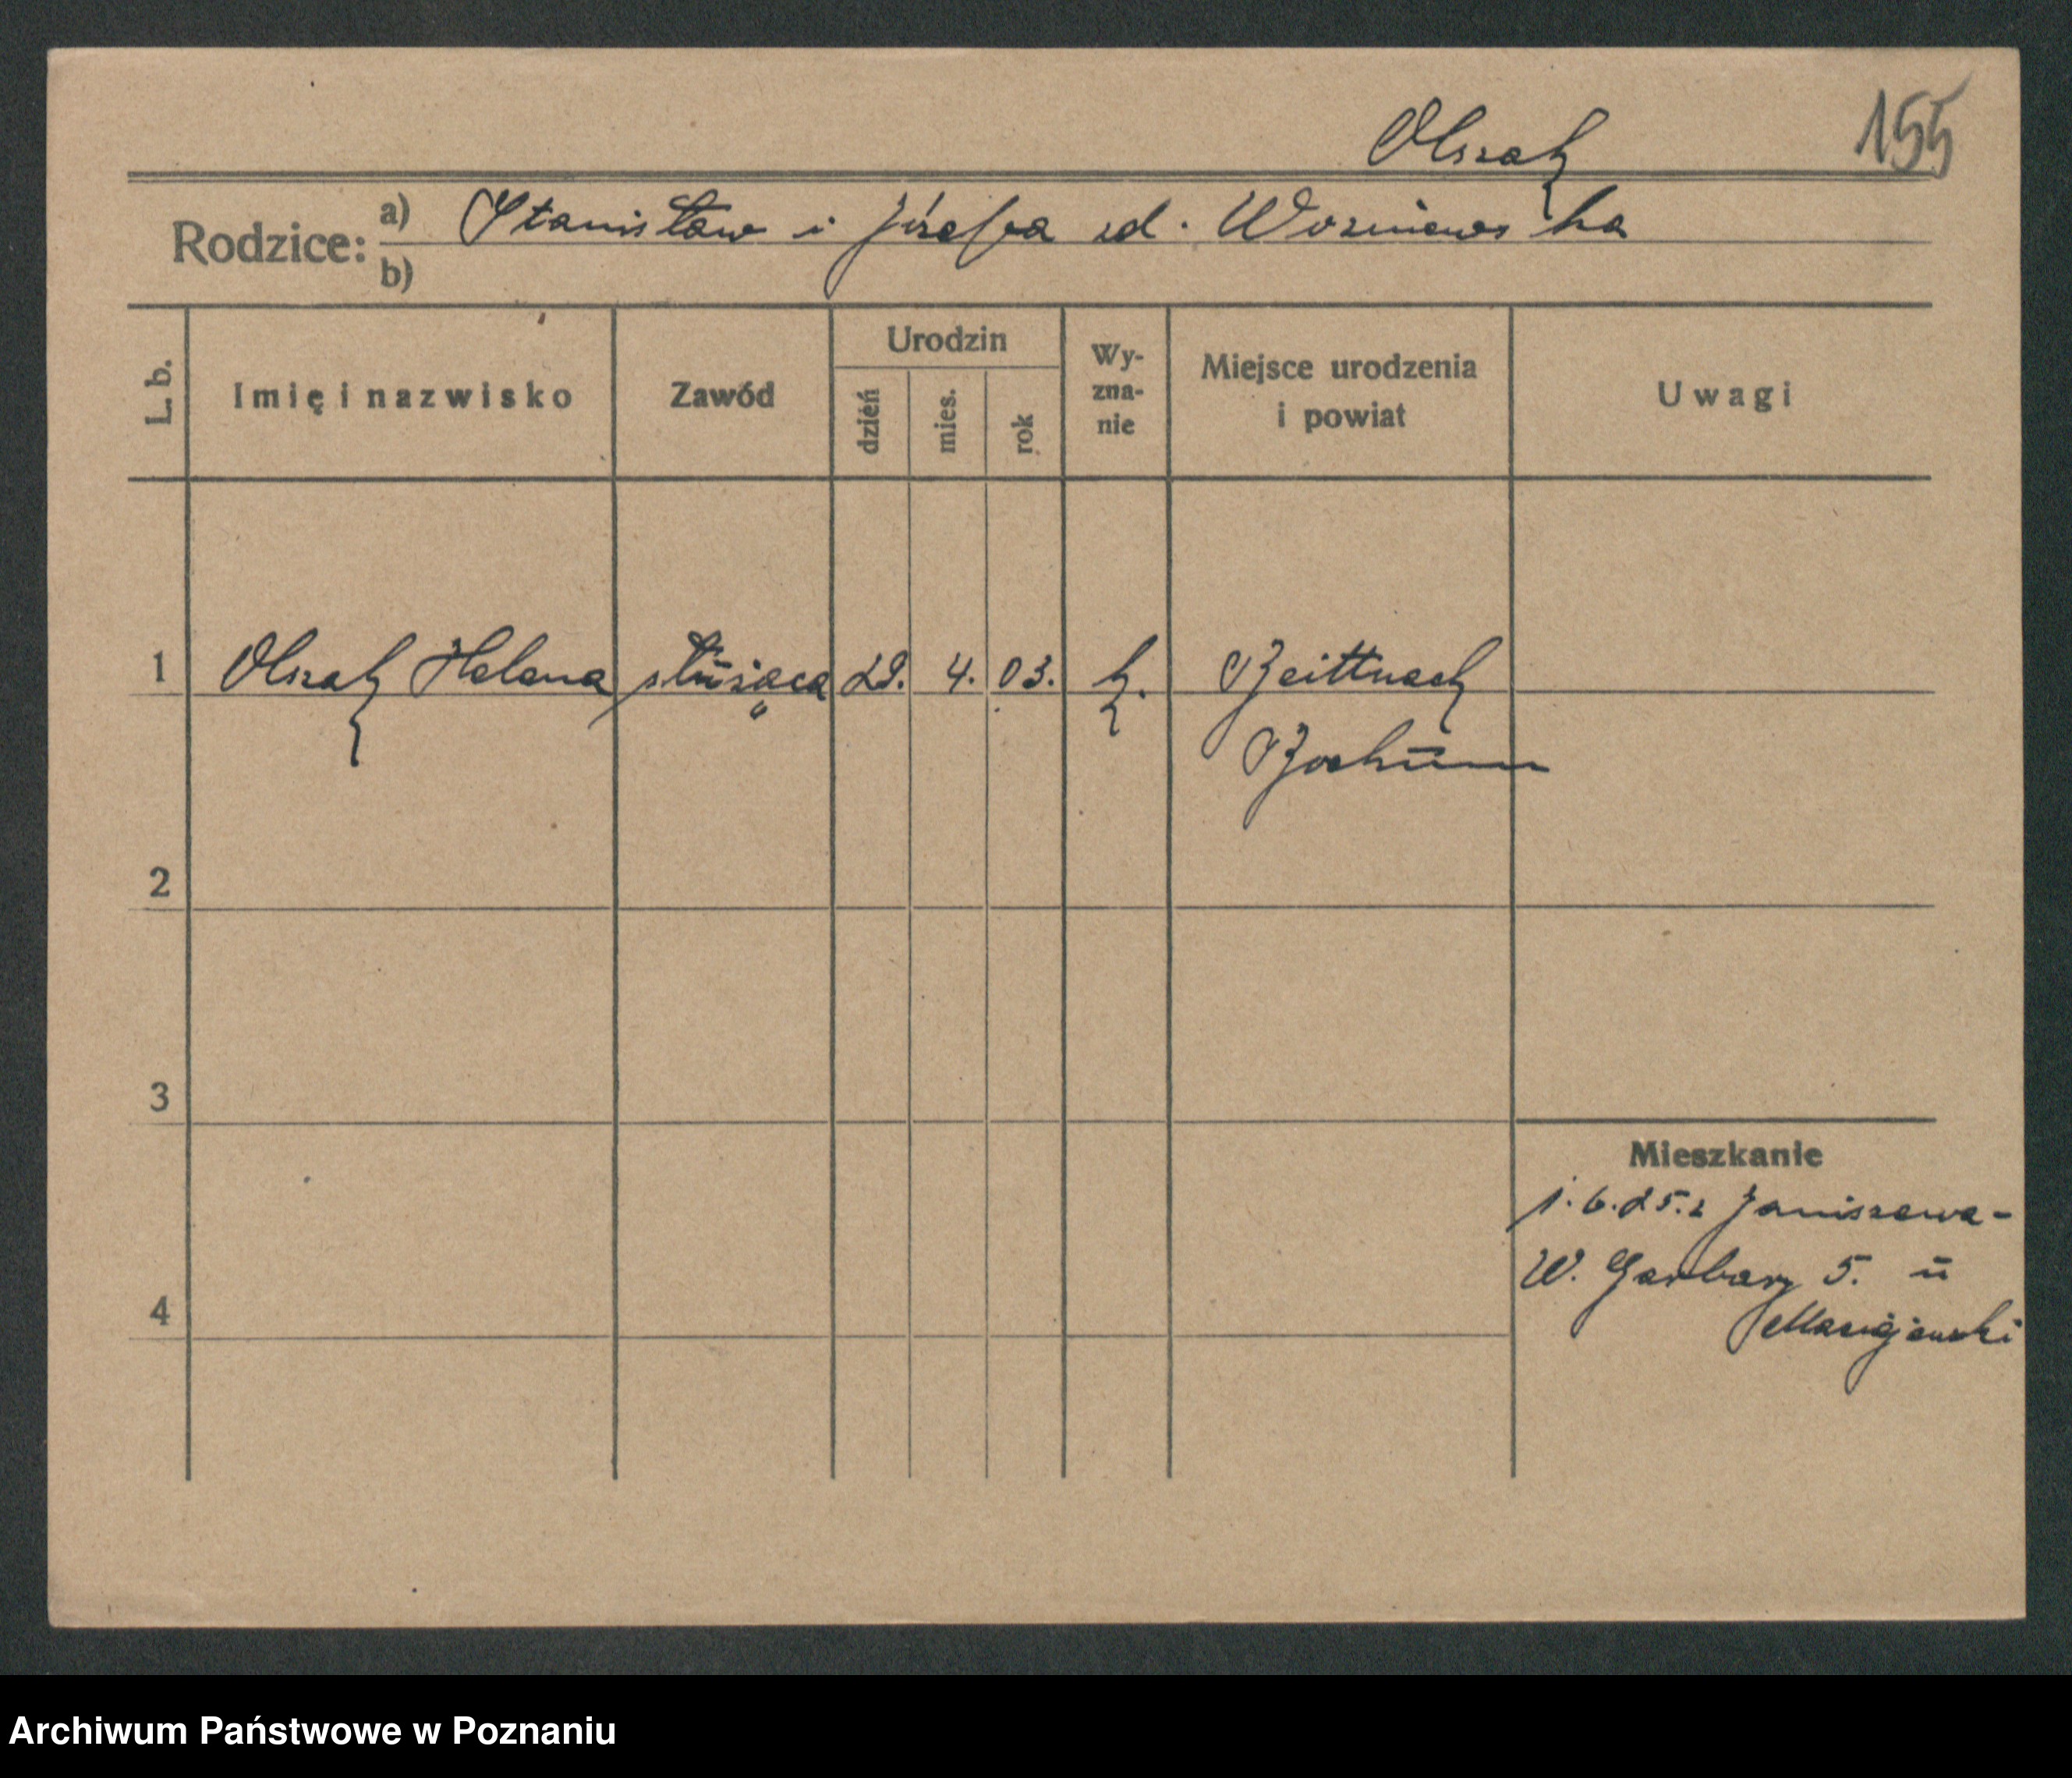 155
Olszak
Rodzice: a) Stanisław i Józefa zd. Wozniewska
b)
L. b. Imię i nazwisko Zawód Urodzin dzień mies. rok Wy-zna-nie Miejsce urodzenia i powiat Uwagi
1 Olszak Helena służąca 29. 4. 03. k.
Bochum
2
3
Mieszkanie
1.6.25. z Janiszewa-
W. Garbary 5. u
4
Maciejewski
Archiwum Państwowe w Poznaniu